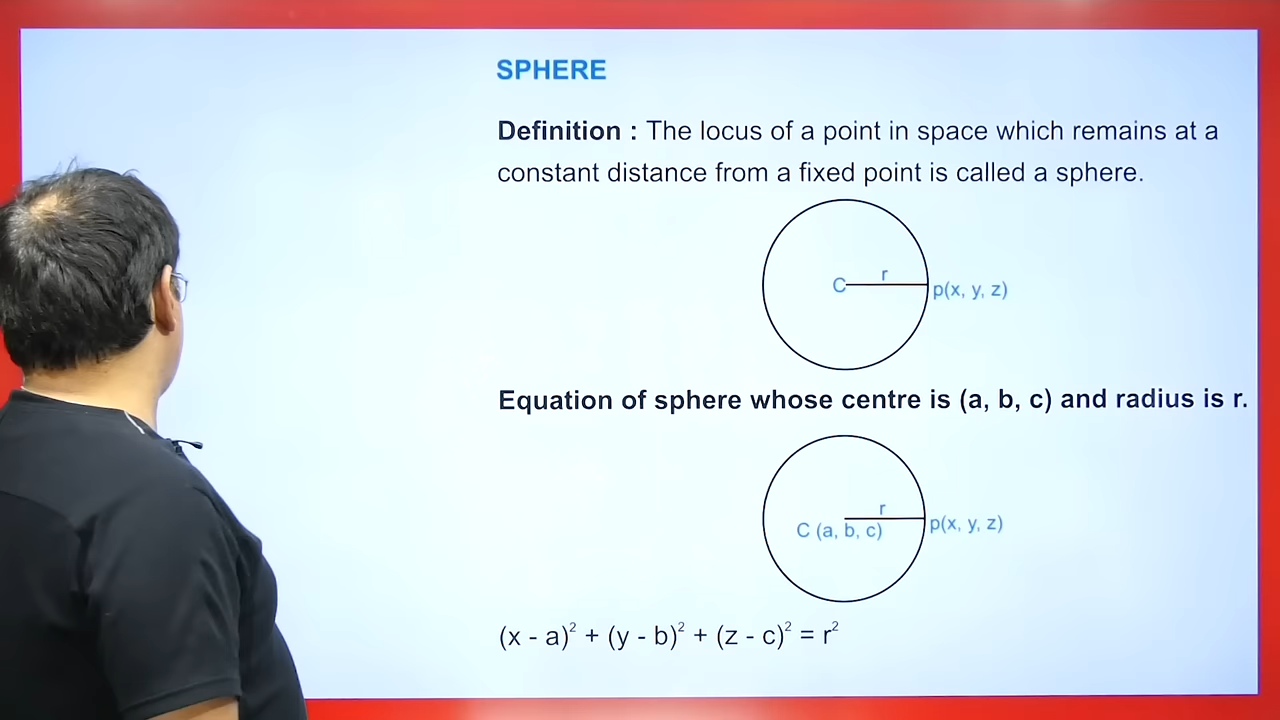 SPHERE
Definition : The locus of a point in space which remains at a
constant distance from a fixed point is called a sphere.
C r p(x, y, z)
Equation of sphere whose centre is (a, b, c) and radius is r.
r
C (a, b, c) p(x, y, z)
(x - a)² + (y - b)² + (z - c)² = r²